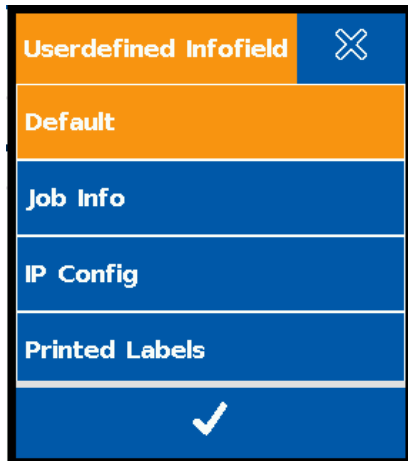 Userdefined Infofield
Default
Job Info
IP Config
Printed Labels